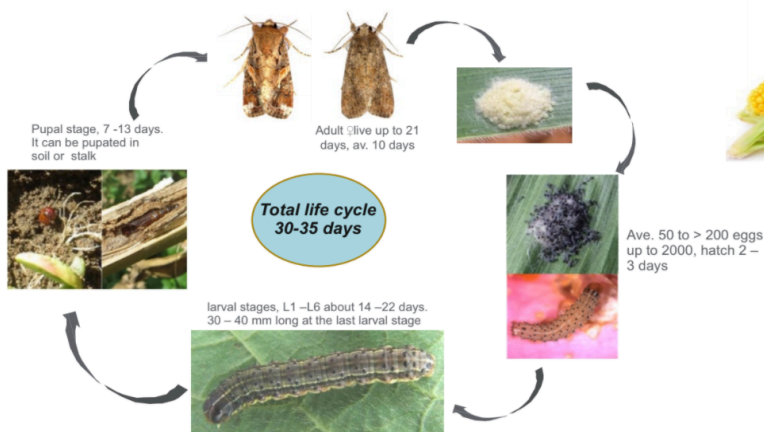 Pupal stage, 7 -13 days.
It can be pupated in
soil or  stalk
Adult ♀live up to 21
days, av. 10 days
Total life cycle
30-35 days
Ave. 50 to > 200 eggs
up to 2000, hatch 2 –
3 days
larval stages, L1 –L6 about 14 –22 days.
30 – 40 mm long at the last larval stage